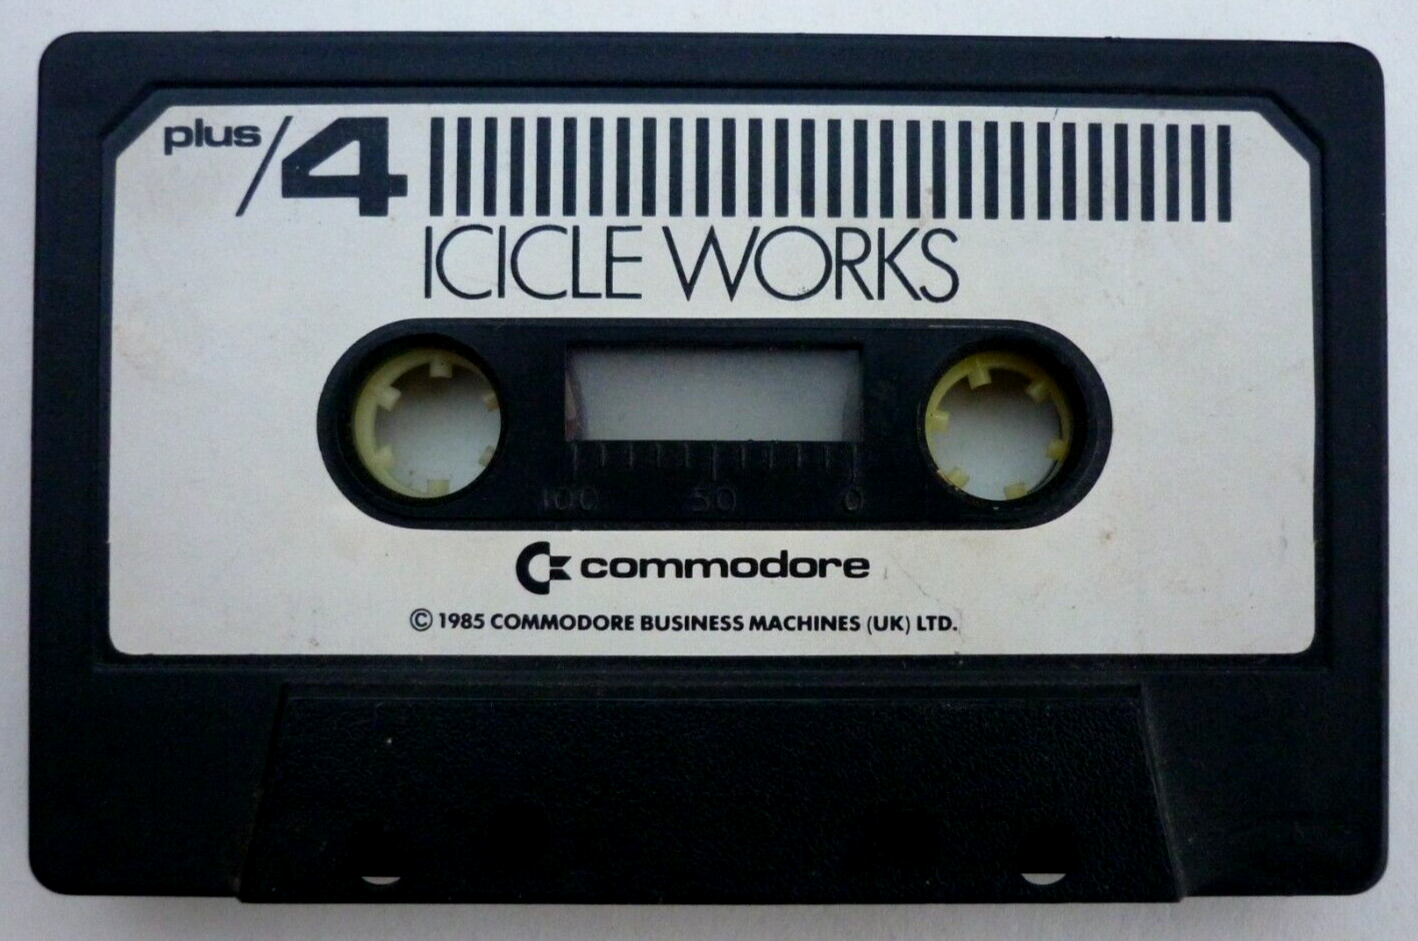 plus/4
ICICLE WORKS
100 50 0
commodore
© 1985 COMMODORE BUSINESS MACHINES (UK) LTD.